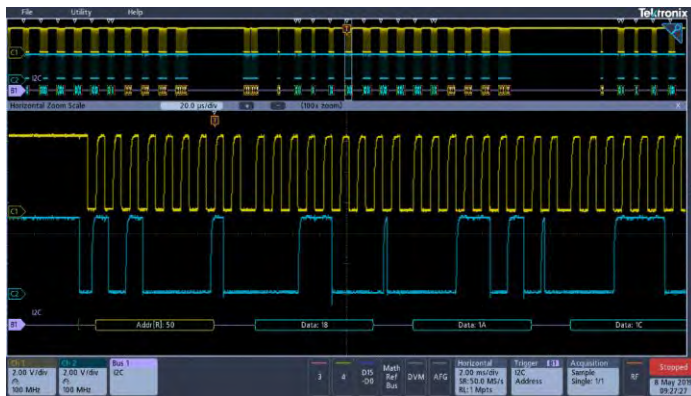 File Utility Help Tektronix
C1
C2 I2C
B1
Horizontal Zoom Scale 20.0 µs/div + - (100x zoom) X
T
C1
C2
I2C
B1 Addr[R]: 50 Data: 18 Data: 1A Data: 1C
Ch 1
2.00 V/div
100 MHz
Ch 2
2.00 V/div
100 MHz
Bus 1
I2C
3
4
D15
-D0
Math
Ref
Bus
DVM
AFG
Horizontal
2.00 ms/div
SR: 50.0 MS/s
RL: 1 Mpts
Trigger B1
I2C
Address
Acquisition
Sample
Single: 1/1
RF
Stopped
8 May 2019
09:27:27